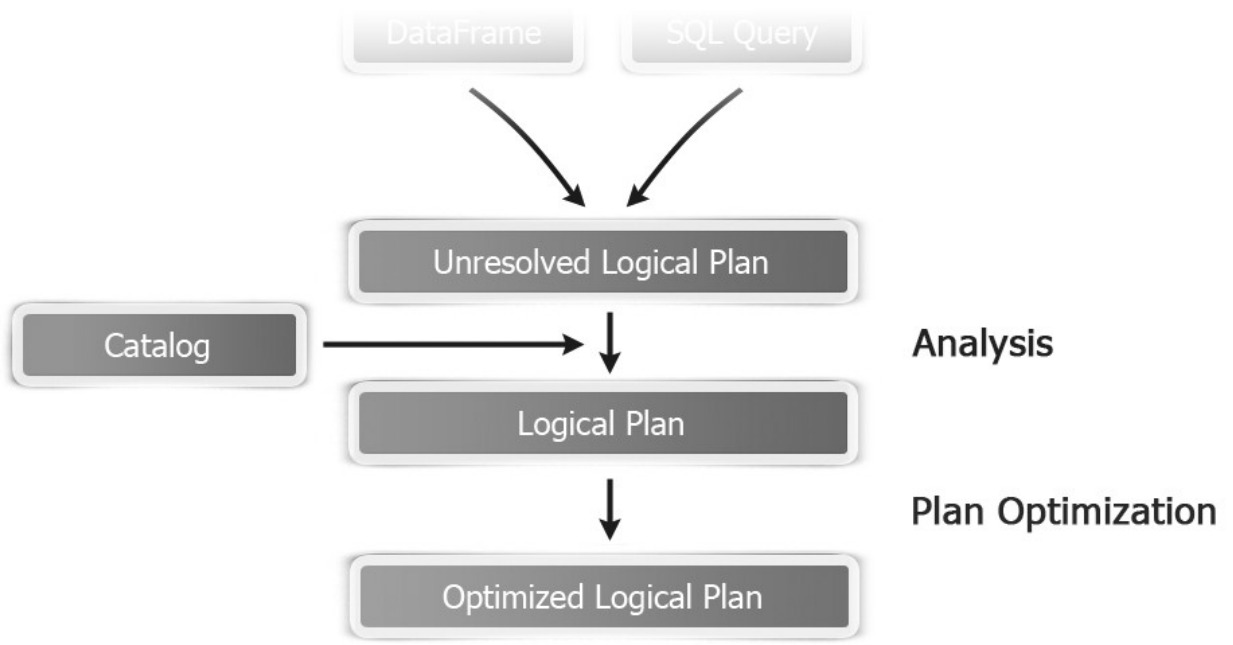 DataFrame
SQL Query
Unresolved Logical Plan
Catalog
Analysis
Logical Plan
Plan Optimization
Optimized Logical Plan